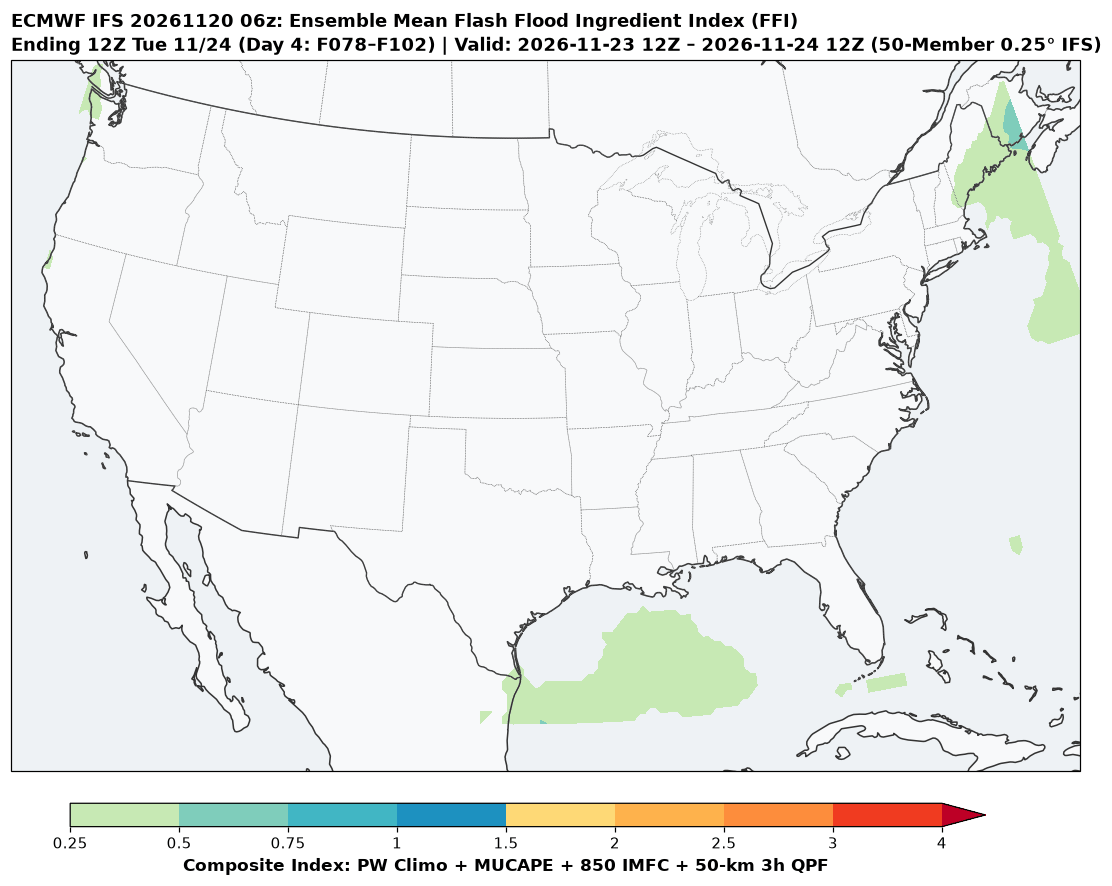 ECMWF IFS 20261120 06z: Ensemble Mean Flash Flood Ingredient Index (FFI)
Ending 12Z Tue 11/24 (Day 4: F078–F102) | Valid: 2026-11-23 12Z – 2026-11-24 12Z (50-Member 0.25° IFS)
0.25 0.5 0.75 1 1.5 2 2.5 3 4
Composite Index: PW Climo + MUCAPE + 850 IMFC + 50-km 3h QPF